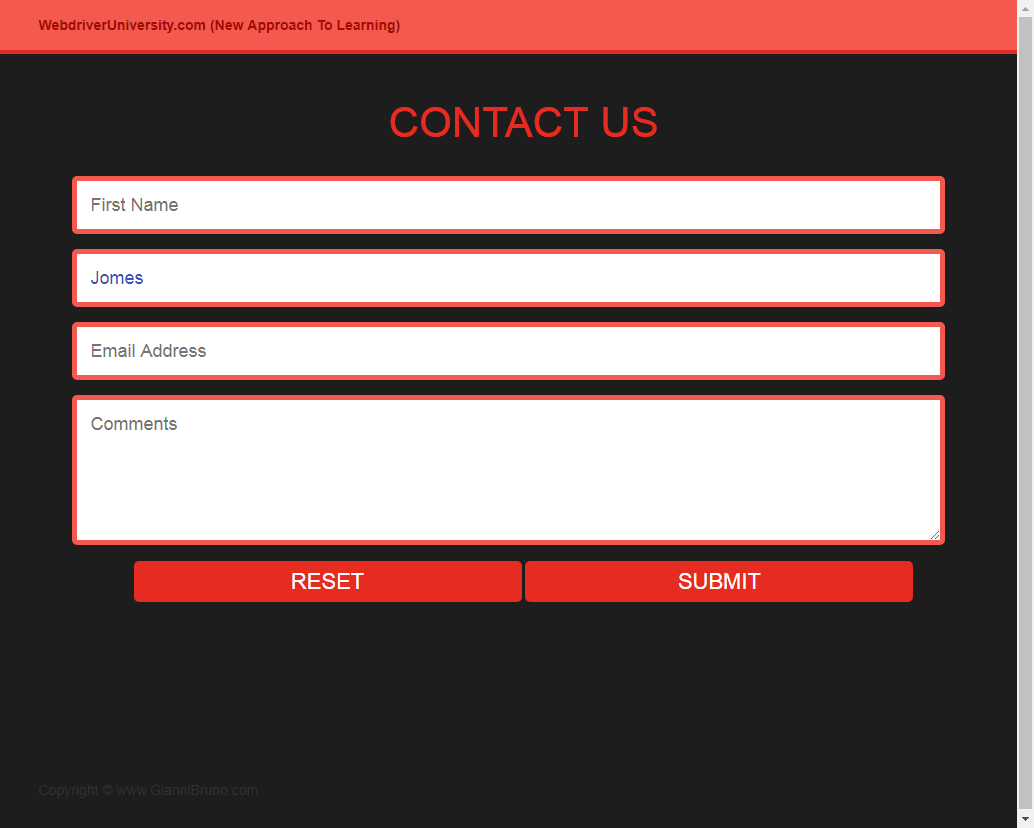 WebdriverUniversity.com (New Approach To Learning)
CONTACT US
First Name
Jomes
Email Address
Comments
RESET SUBMIT
Copyright © www.GianniBruno.com